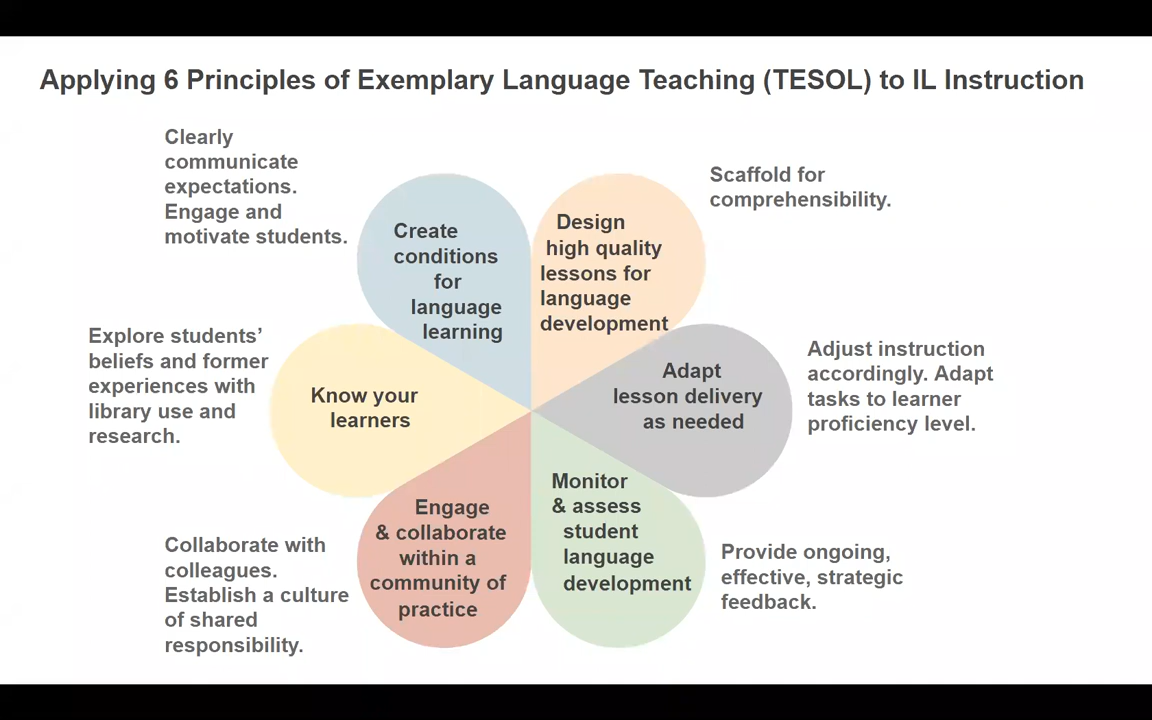 Applying 6 Principles of Exemplary Language Teaching (TESOL) to IL Instruction
Clearly
communicate
expectations.
Engage and
motivate students.
Create
conditions
for
language
learning
Design
high quality
lessons for
language
development
Scaffold for
comprehensibility.
Explore students’
beliefs and former
experiences with
library use and
research.
Know your
learners
Adapt
lesson delivery
as needed
Adjust instruction
accordingly. Adapt
tasks to learner
proficiency level.
Collaborate with
colleagues.
Establish a culture
of shared
responsibility.
Engage
& collaborate
within a
community of
practice
Monitor
& assess
student
language
development
Provide ongoing,
effective, strategic
feedback.